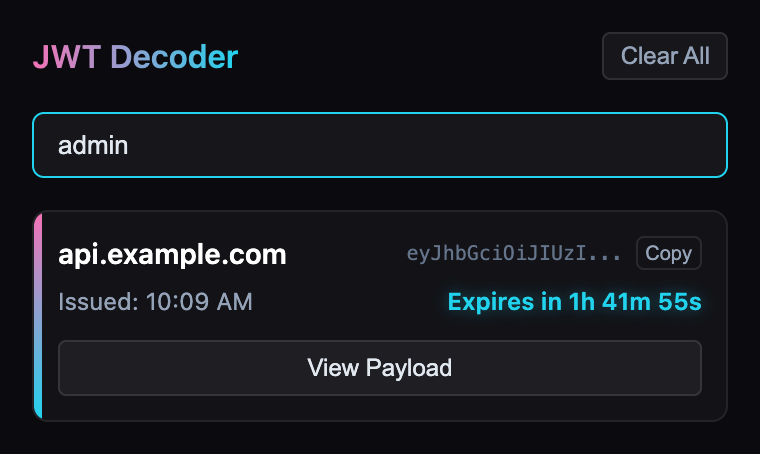 JWT Decoder
Clear All
admin
api.example.com
eyJhbGciOiJIUzI...
Copy
Issued: 10:09 AM
Expires in 1h 41m 55s
View Payload